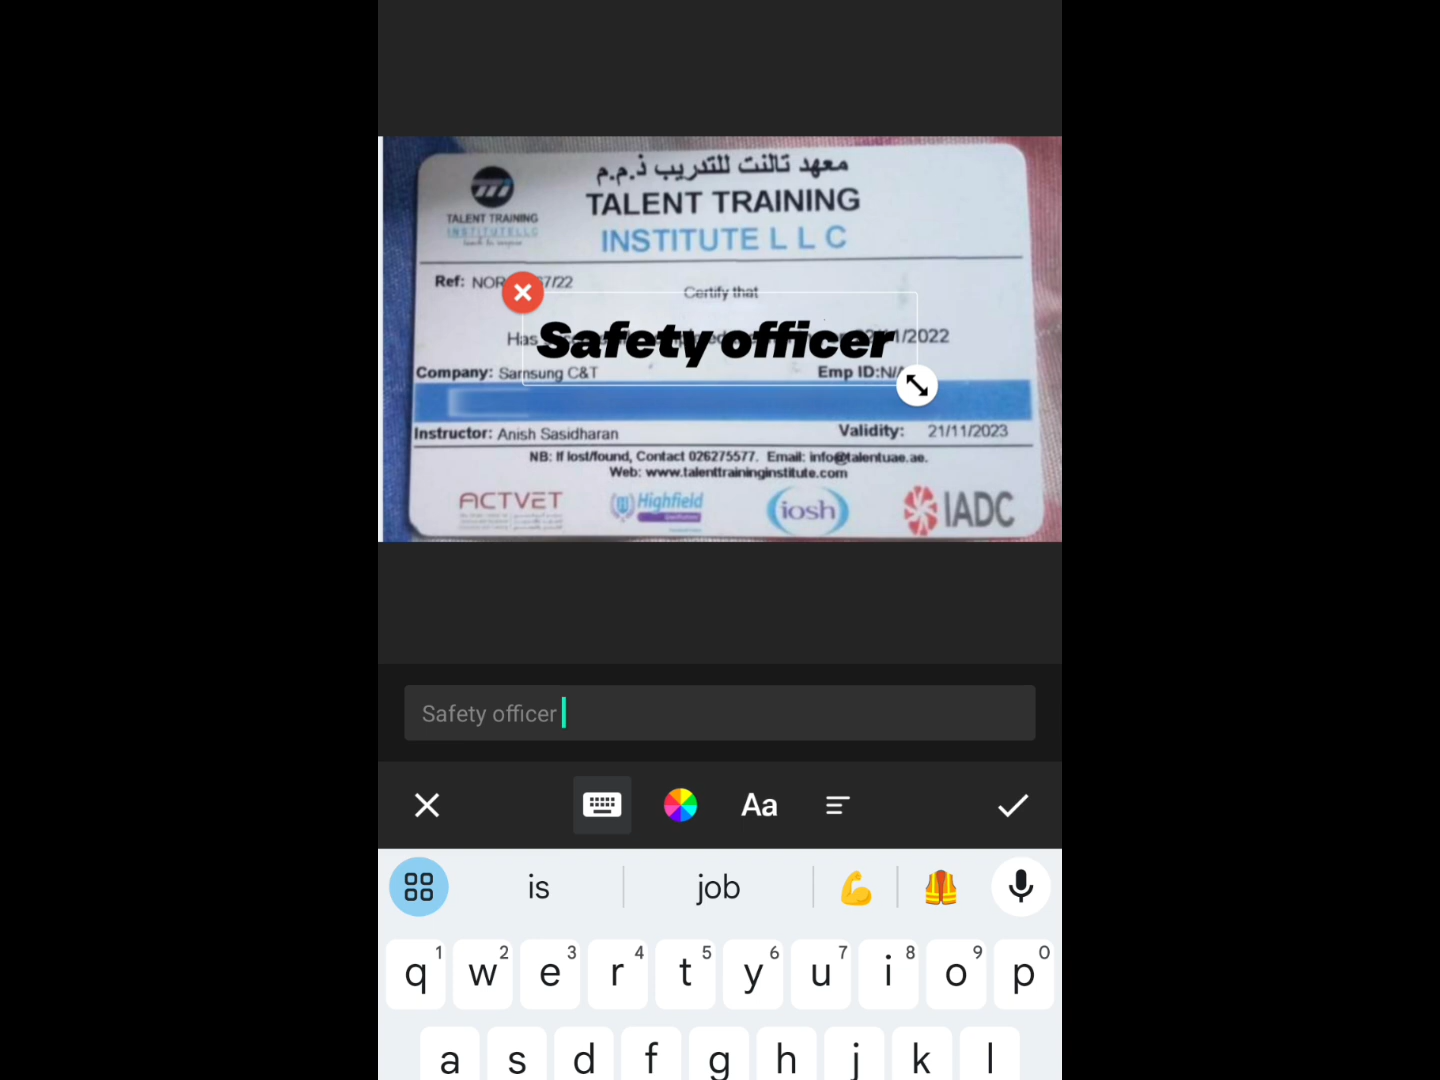 معهد تالنت للتدريب ذ.م.م
TALENT TRAINING
INSTITUTE L L C
TALENT TRAINING
INSTITUTE LLC
Ref: NOR 7/22
Certify that
Has /2022
Safety officer
Company: Samsung C&T Emp ID:N/A
Instructor: Anish Sasidharan Validity: 21/11/2023
NB: If lost/found, Contact 026275577. Email: info@talentuae.ae.
Web: www.talenttraininginstitute.com
ACTVET Highfield iosh IADC
Qualifications
Safety officer
Aa
is job
1 2 3 4 5 6 7 8 9 0
q w e r t y u i o p
a s d f g h j k l